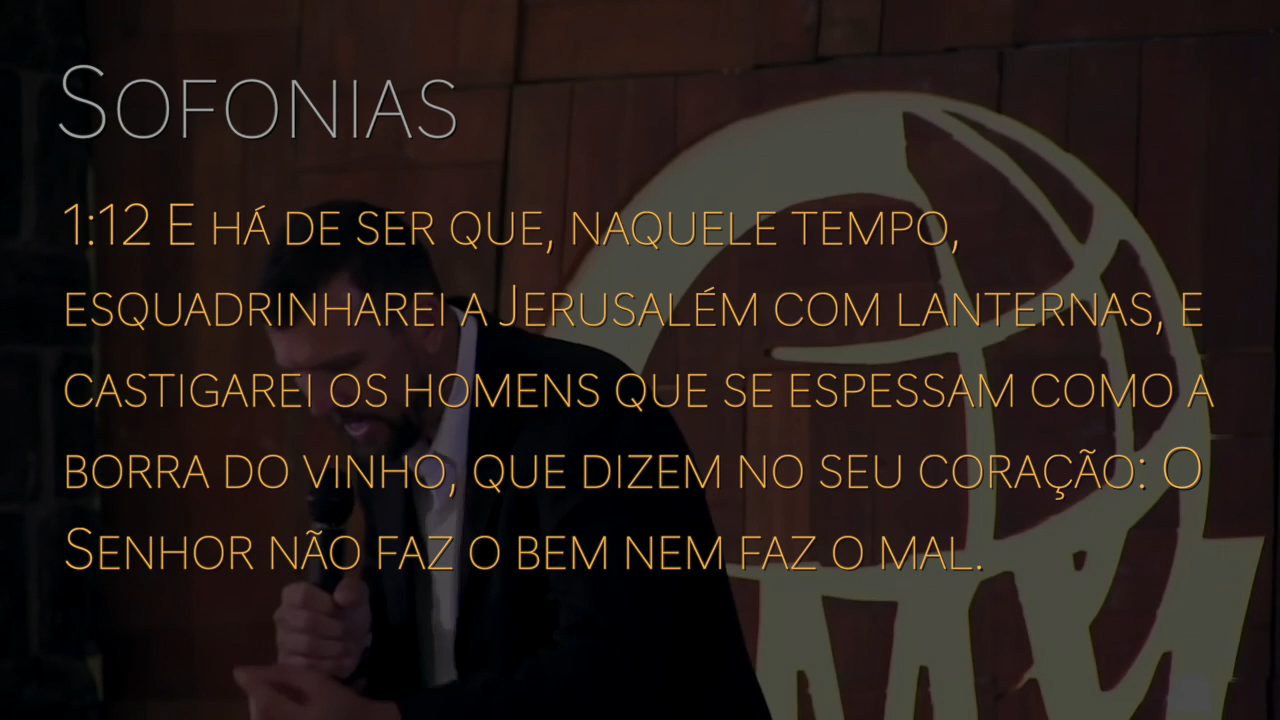 Sofonias
1:12 E há de ser que, naquele tempo,
esquadrinharei a Jerusalém com lanternas, e
castigarei os homens que se espessam como a
borra do vinho, que dizem no seu coração: O
Senhor não faz o bem nem faz o mal.